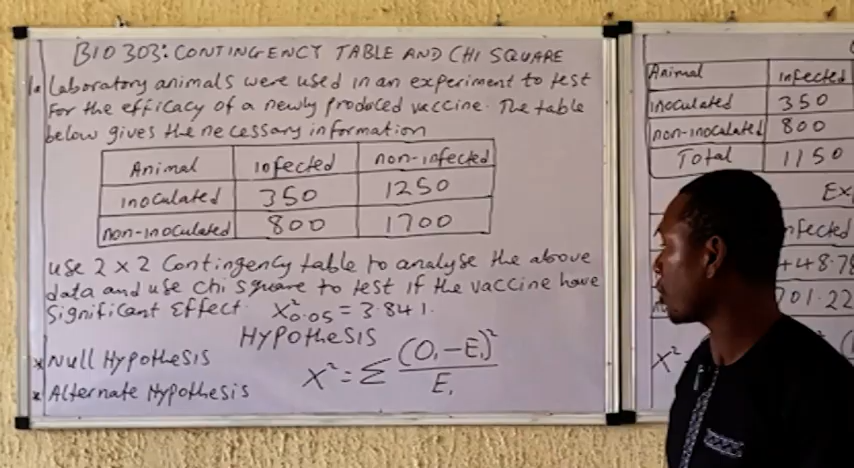 BIO 303: CONTINGENCY TABLE AND CHI SQUARE
1a Laboratory animals were used in an experiment to test
For the efficacy of a newly produced vaccine. The table
below gives the necessary information
Animal infected non-infected
inoculated 350 1250
non-inoculated 800 1700
use 2 x 2 Contingency table to analyse the above
data and use chi square to test if the vaccine have
Significant Effect. X²0.05 = 3.841.
Hypothesis
* Null Hypothesis
* Alternate Hypothesis
X² = Σ (O₁ - E₁)² / E₁
Animal infected
inoculated 350
non-inoculated 800
Total 1150
Ex
nfected
48.78
701.22
X²